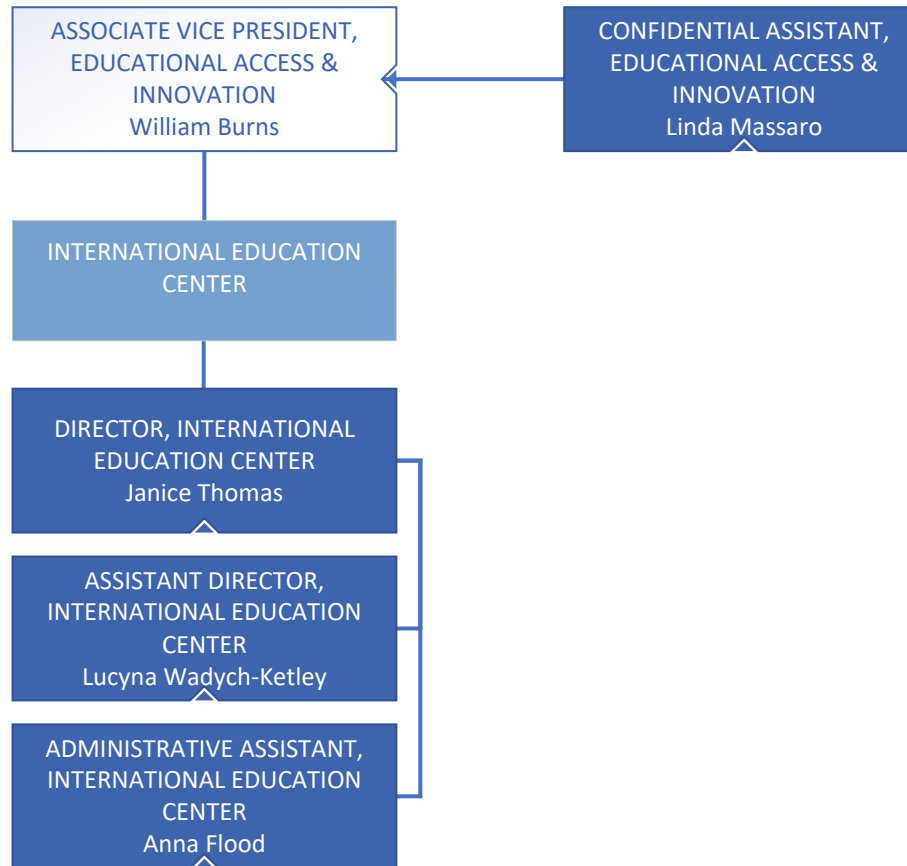 ASSOCIATE VICE PRESIDENT,
EDUCATIONAL ACCESS &
INNOVATION
William Burns
CONFIDENTIAL ASSISTANT,
EDUCATIONAL ACCESS &
INNOVATION
Linda Massaro
INTERNATIONAL EDUCATION
CENTER
DIRECTOR, INTERNATIONAL
EDUCATION CENTER
Janice Thomas
ASSISTANT DIRECTOR,
INTERNATIONAL EDUCATION
CENTER
Lucyna Wadych-Ketley
ADMINISTRATIVE ASSISTANT,
INTERNATIONAL EDUCATION
CENTER
Anna Flood